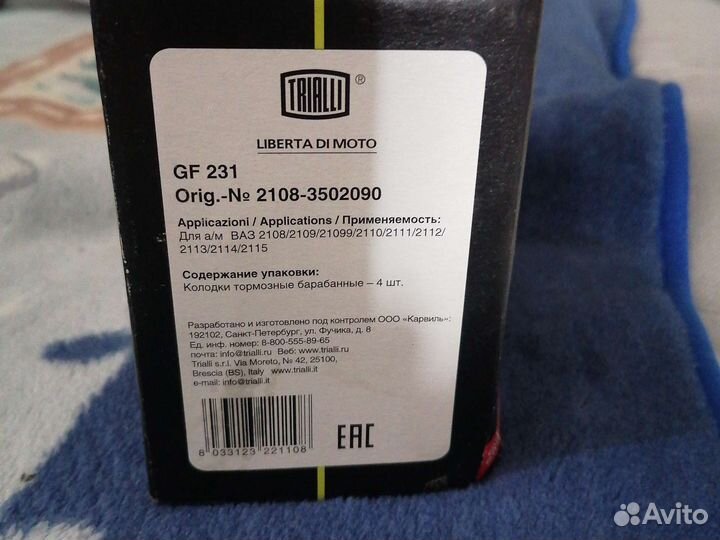 TRIALLI ®
LIBERTA DI MOTO
GF 231
Orig.-№ 2108-3502090
Applicazioni / Applications / Применяемость:
Для а/м ВАЗ 2108/2109/21099/2110/2111/2112/
2113/2114/2115
Содержание упаковки:
Колодки тормозные барабанные – 4 шт.
Разработано и изготовлено под контролем ООО «Карвиль»:
192102, Санкт-Петербург, ул. Фучика, д. 8
Ед. инф. номер: 8-800-555-89-65
почта: info@trialli.ru Веб: www.trialli.ru
Trialli s.r.l. Via Moreto, № 42, 25100,
Brescia (BS), Italy www.trialli.it
e-mail: info@trialli.it
8 033123 221108
EAC
Avito